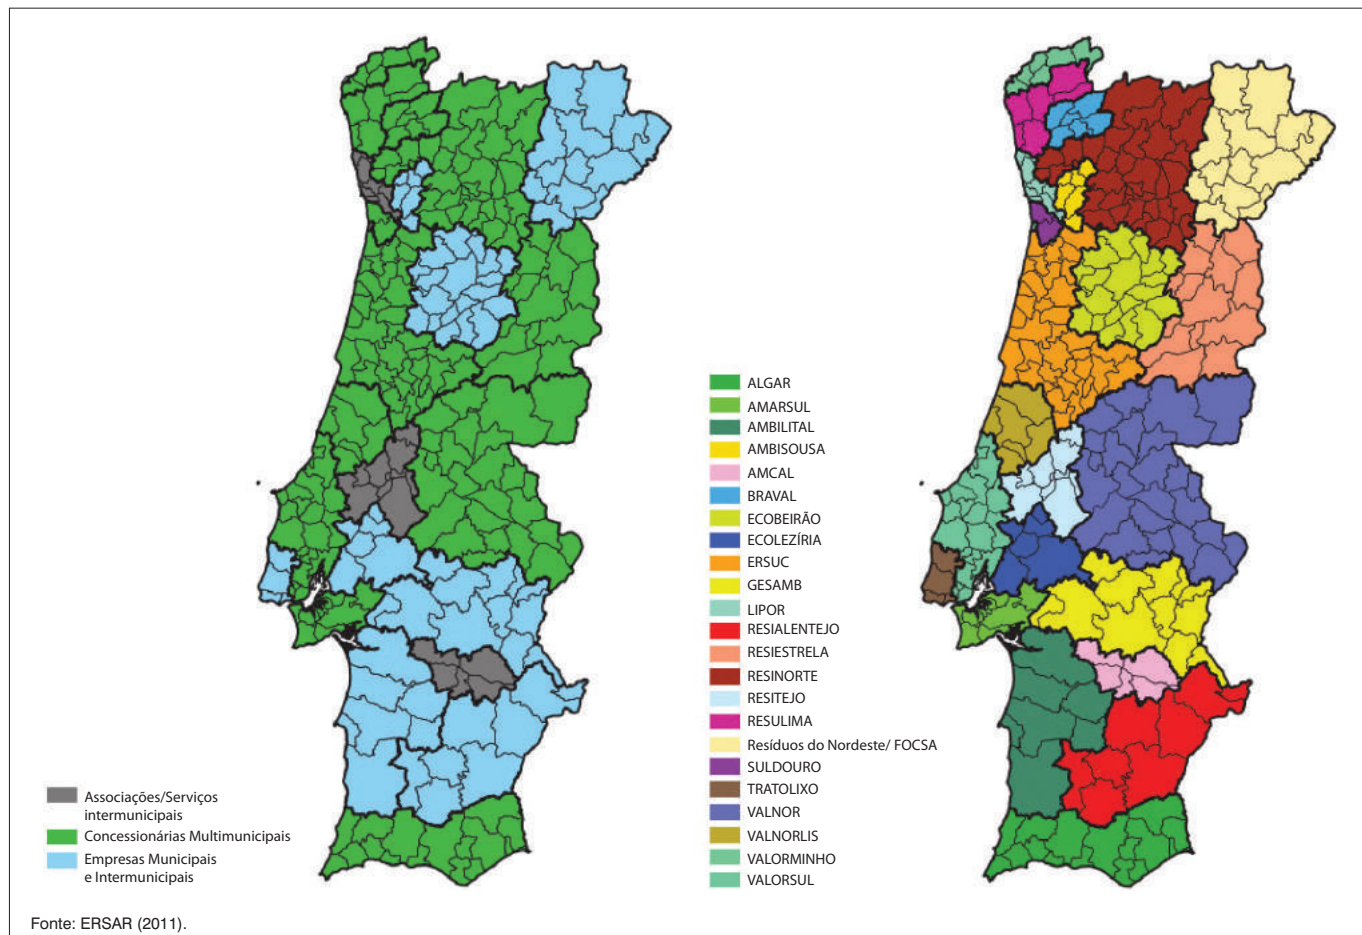 Associações/Serviços
intermunicipais
Concessionárias Multimunicipais
Empresas Municipais
e Intermunicipais
ALGAR
AMARSUL
AMBILITAL
AMBISOUSA
AMCAL
BRAVAL
ECOBEIRÃO
ECOLEZÍRIA
ERSUC
GESAMB
LIPOR
RESIALENTEJO
RESIESTRELA
RESINORTE
RESITEJO
RESULIMA
Resíduos do Nordeste/ FOCSA
SULDOURO
TRATOLIXO
VALNOR
VALNORLIS
VALORMINHO
VALORSUL
Fonte: ERSAR (2011).